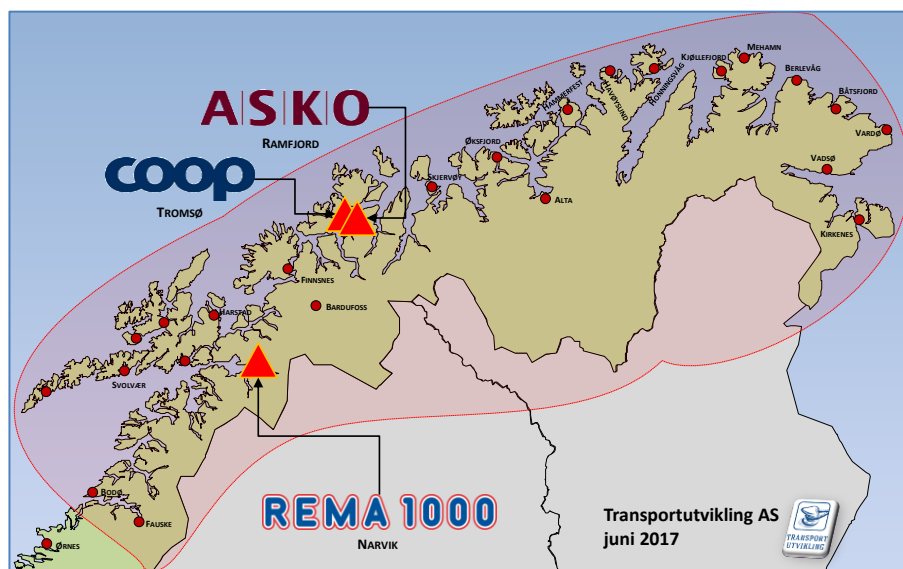 MEHAMN
KJØLLEFJORD
BERLEVÅG
HONNINGSVÅG
HAVØYSUND
HAMMERFEST
BÅTSFJORD
A|S|K|O
RAMFJORD
VARDØ
ØKSFJORD
VADSØ
coop
SKJERVØY
TROMSØ
ALTA
KIRKENES
FINNSNES
BARDUFOSS
HARSTAD
SVOLVÆR
BODØ
REMA 1000
FAUSKE
NARVIK
ØRNES
Transportutvikling AS
juni 2017
TRANSPORT
UTVIKLING